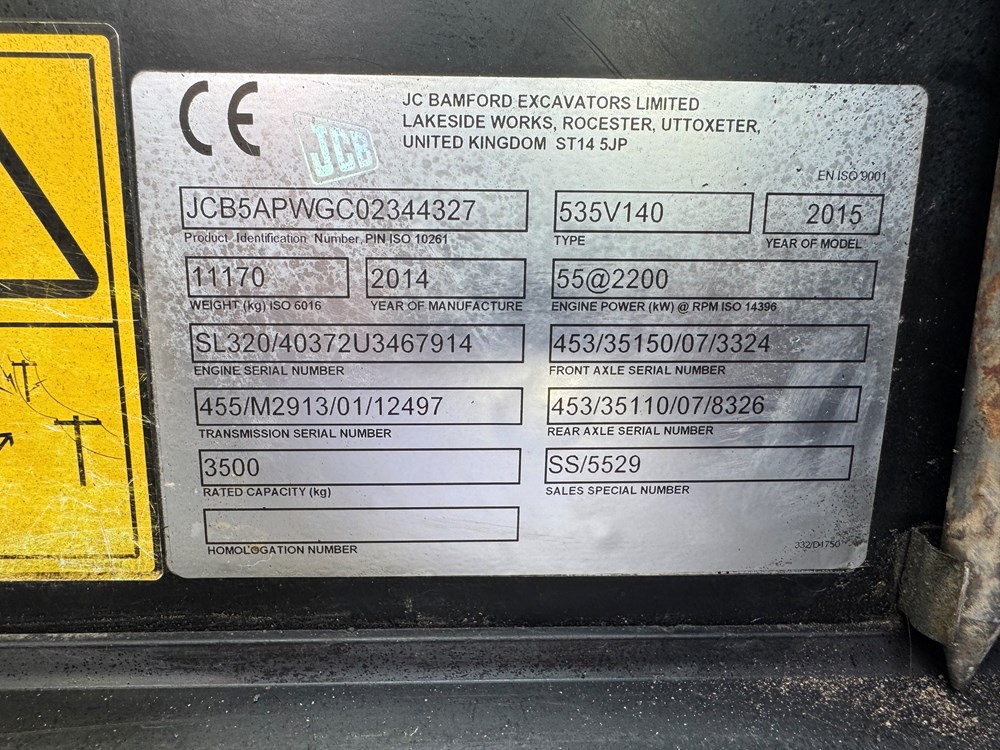 CE
JCB
JC BAMFORD EXCAVATORS LIMITED
LAKESIDE WORKS, ROCESTER, UTTOXETER,
UNITED KINGDOM ST14 5JP
EN ISO 9001
JCB5APWGC02344327
535V140
2015
Product Identification Number, PIN ISO 10261
TYPE
YEAR OF MODEL
11170
2014
55@2200
WEIGHT (kg) ISO 6016
YEAR OF MANUFACTURE
ENGINE POWER (kW) @ RPM ISO 14396
SL320/40372U3467914
453/35150/07/3324
ENGINE SERIAL NUMBER
FRONT AXLE SERIAL NUMBER
455/M2913/01/12497
453/35110/07/8326
TRANSMISSION SERIAL NUMBER
REAR AXLE SERIAL NUMBER
3500
SS/5529
RATED CAPACITY (kg)
SALES SPECIAL NUMBER
HOMOLOGATION NUMBER
332/D1750